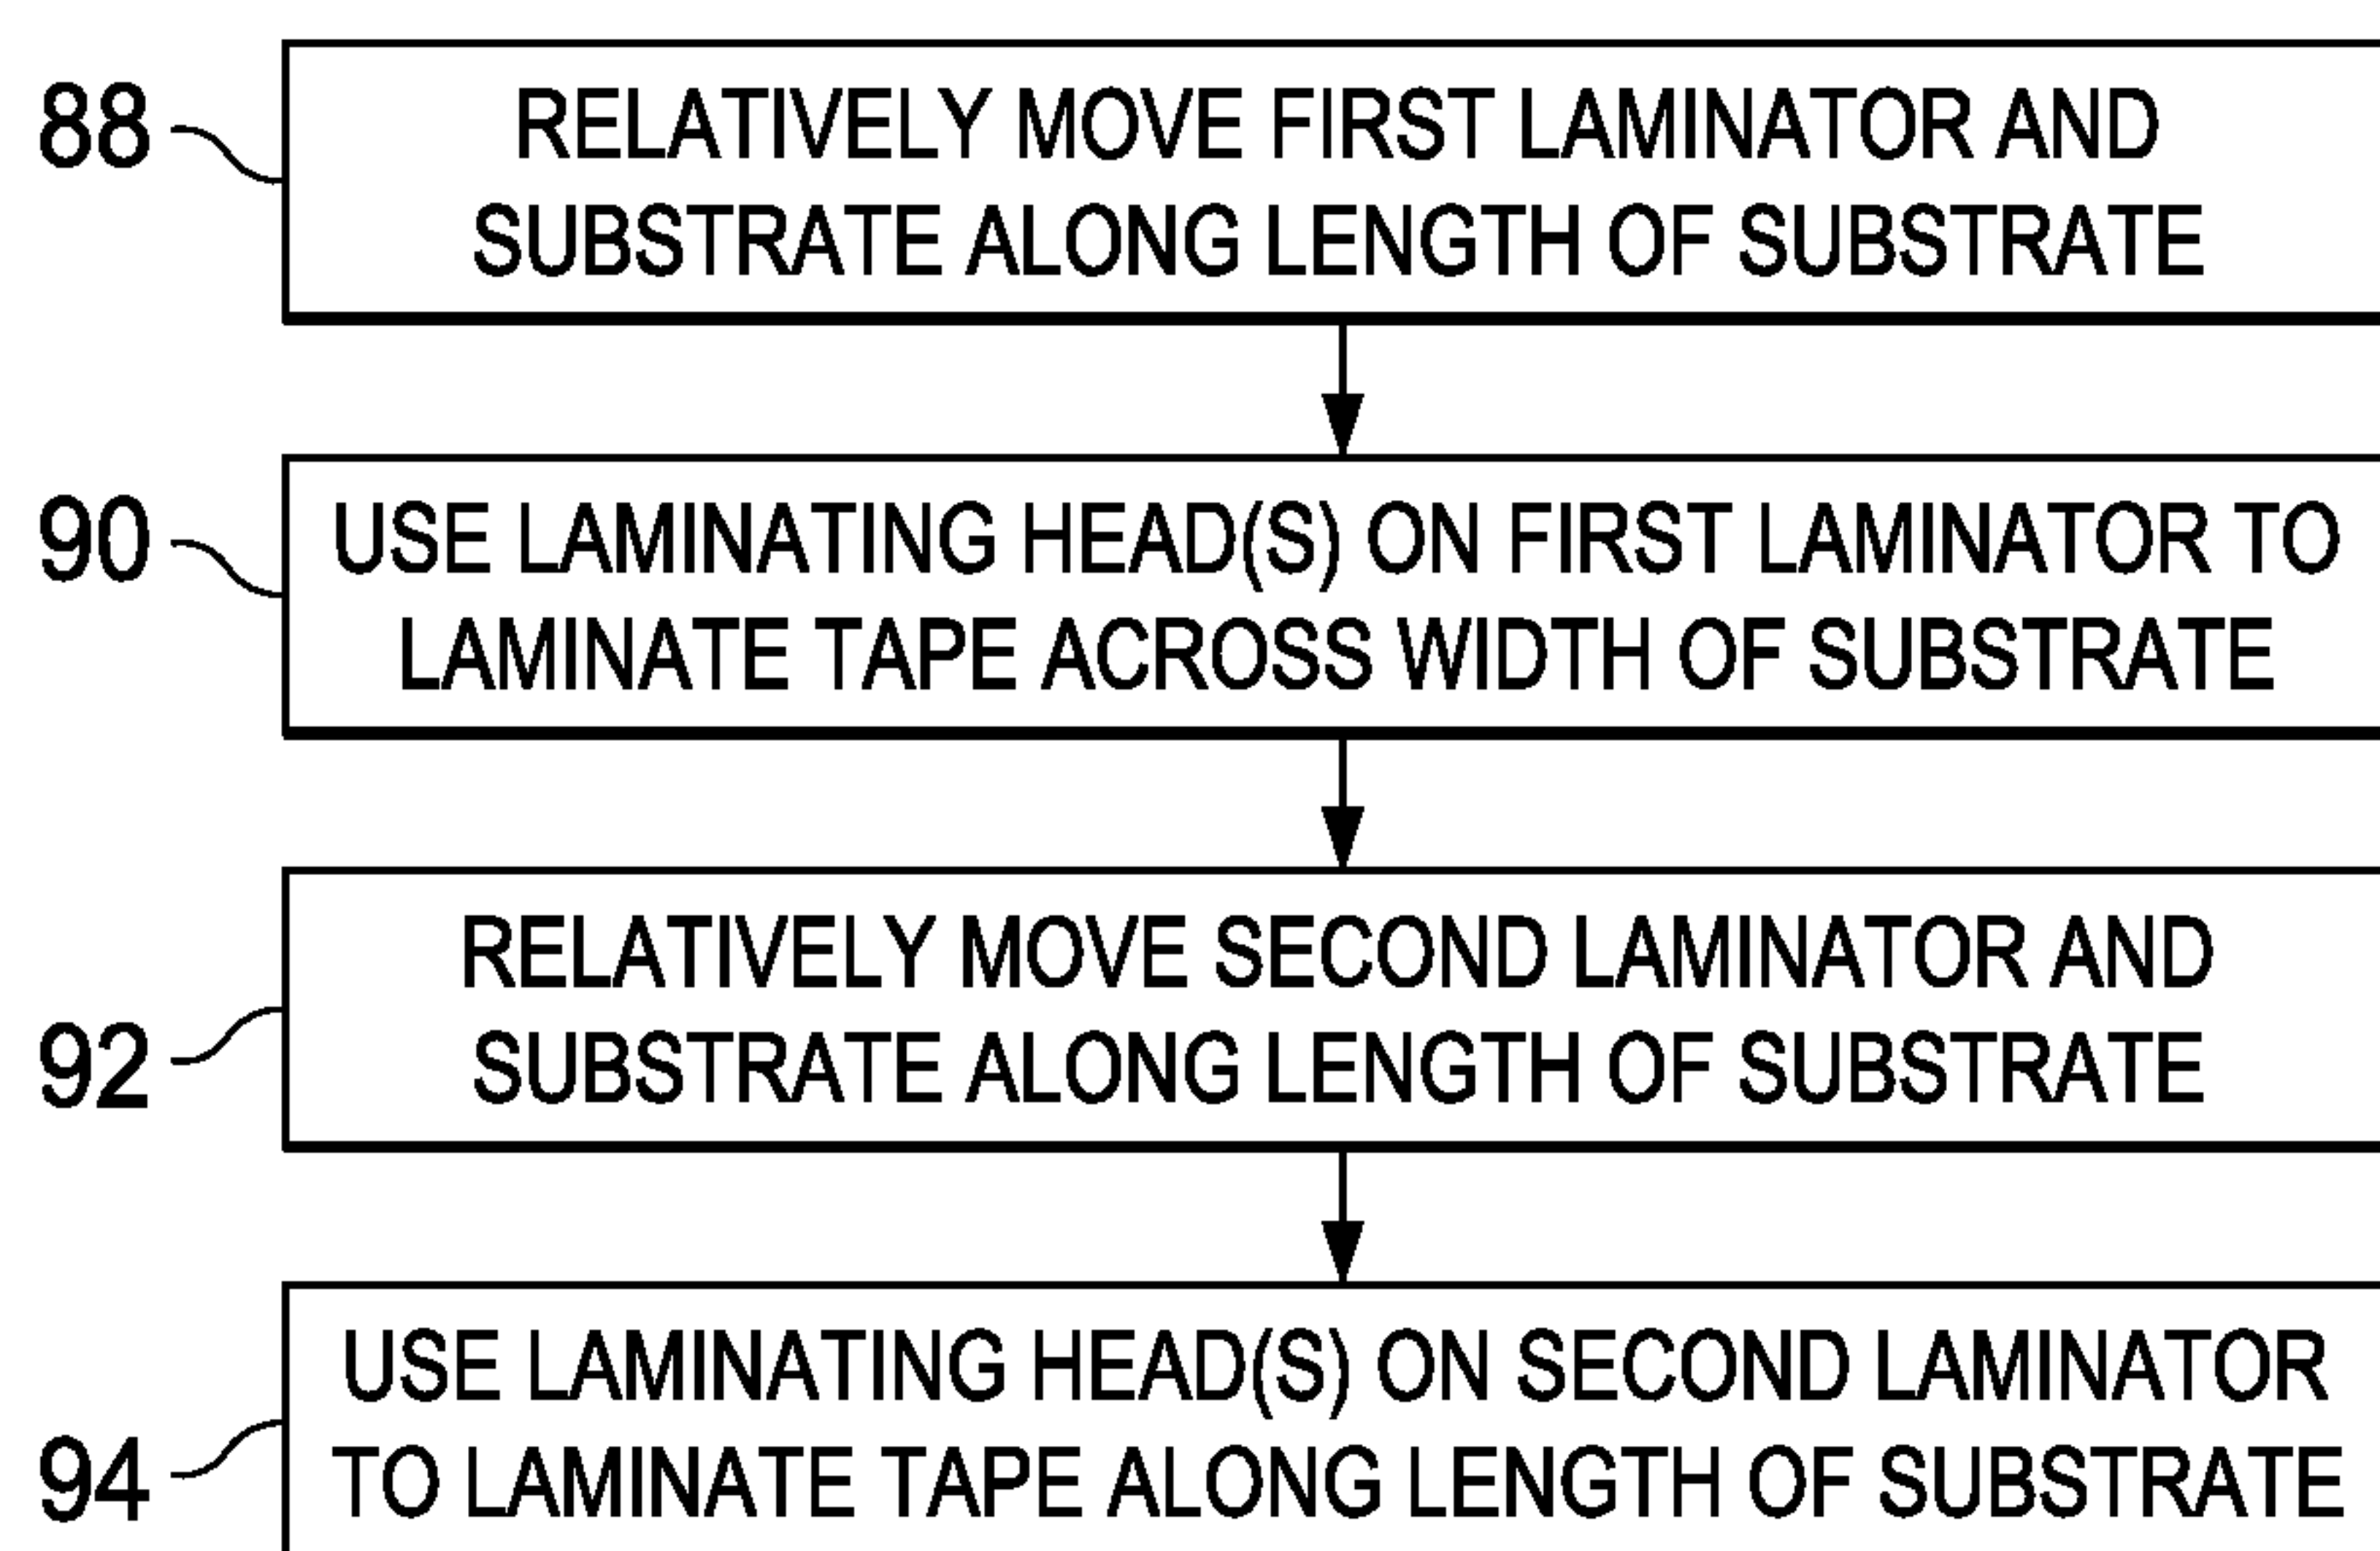 88
RELATIVELY MOVE FIRST LAMINATOR AND
SUBSTRATE ALONG LENGTH OF SUBSTRATE
90
USE LAMINATING HEAD(S) ON FIRST LAMINATOR TO
LAMINATE TAPE ACROSS WIDTH OF SUBSTRATE
92
RELATIVELY MOVE SECOND LAMINATOR AND
SUBSTRATE ALONG LENGTH OF SUBSTRATE
94
USE LAMINATING HEAD(S) ON SECOND LAMINATOR
TO LAMINATE TAPE ALONG LENGTH OF SUBSTRATE